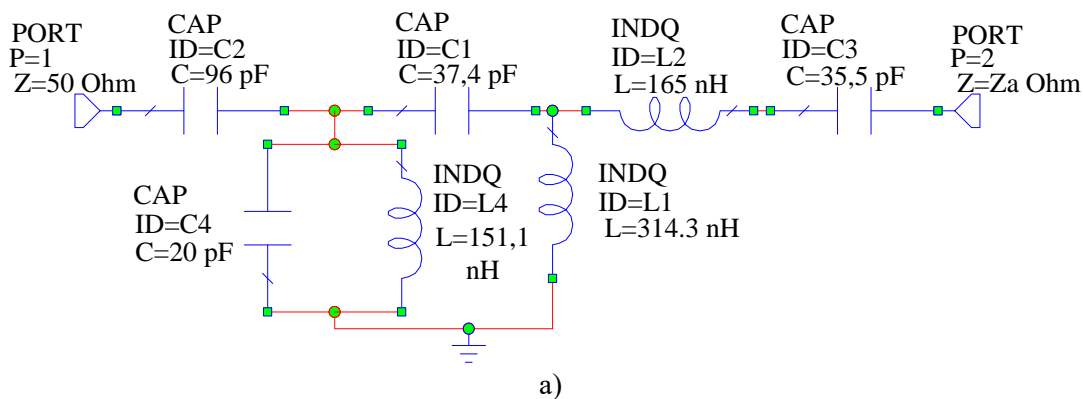 PORT
P=1
Z=50 Ohm
CAP
ID=C2
C=96 pF
CAP
ID=C1
C=37,4 pF
INDQ
ID=L2
L=165 nH
CAP
ID=C3
C=35,5 pF
PORT
P=2
Z=Za Ohm
CAP
ID=C4
C=20 pF
INDQ
ID=L4
L=151,1
nH
INDQ
ID=L1
L=314.3 nH
a)